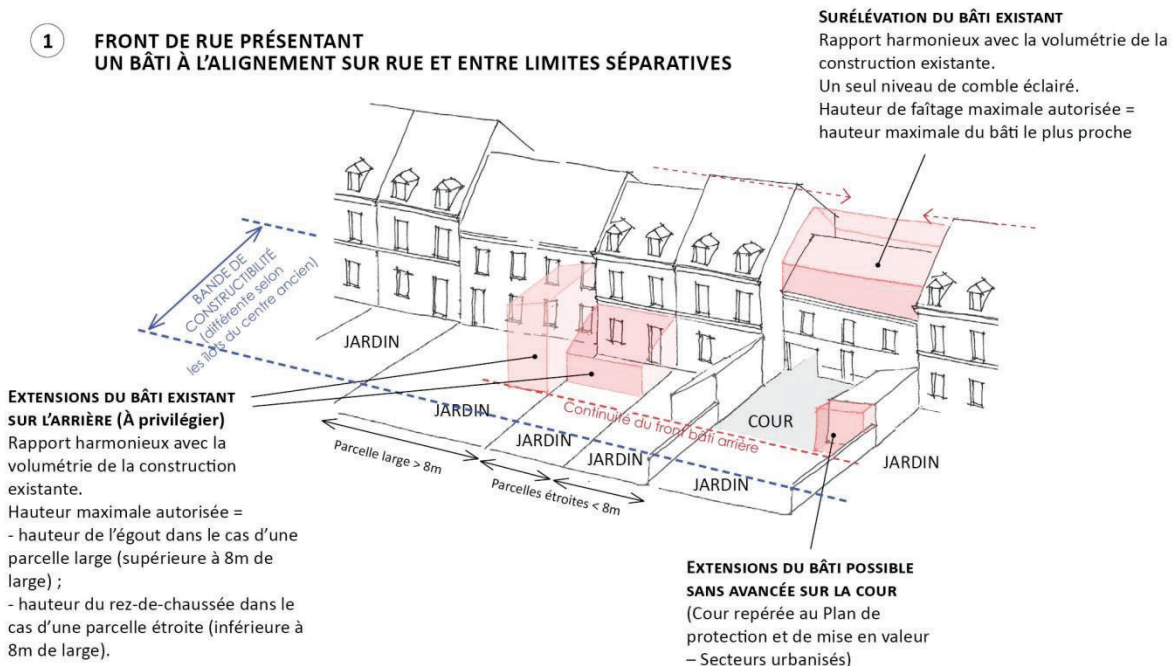 1
FRONT DE RUE PRÉSENTANT
UN BÂTI À L'ALIGNEMENT SUR RUE ET ENTRE LIMITES SÉPARATIVES
SURÉLÉVATION DU BÂTI EXISTANT
Rapport harmonieux avec la volumétrie de la
construction existante.
Un seul niveau de comble éclairé.
Hauteur de faîtage maximale autorisée =
hauteur maximale du bâti le plus proche
BANDE DE
CONSTRUCTIBILITÉ
(différente selon
les îlots du centre ancien)
JARDIN
JARDIN
JARDIN
JARDIN
JARDIN
JARDIN
COUR
Continuité du front bâti arrière
Parcelle large > 8m
Parcelles étroites < 8m
EXTENSIONS DU BÂTI EXISTANT
SUR L'ARRIÈRE (À privilégier)
Rapport harmonieux avec la
volumétrie de la construction
existante.
Hauteur maximale autorisée =
- hauteur de l'égout dans le cas d'une
parcelle large (supérieure à 8m de
large) ;
- hauteur du rez-de-chaussée dans le
cas d'une parcelle étroite (inférieure à
8m de large).
EXTENSIONS DU BÂTI POSSIBLE
SANS AVANCÉE SUR LA COUR
(Cour repérée au Plan de
protection et de mise en valeur
– Secteurs urbanisés)